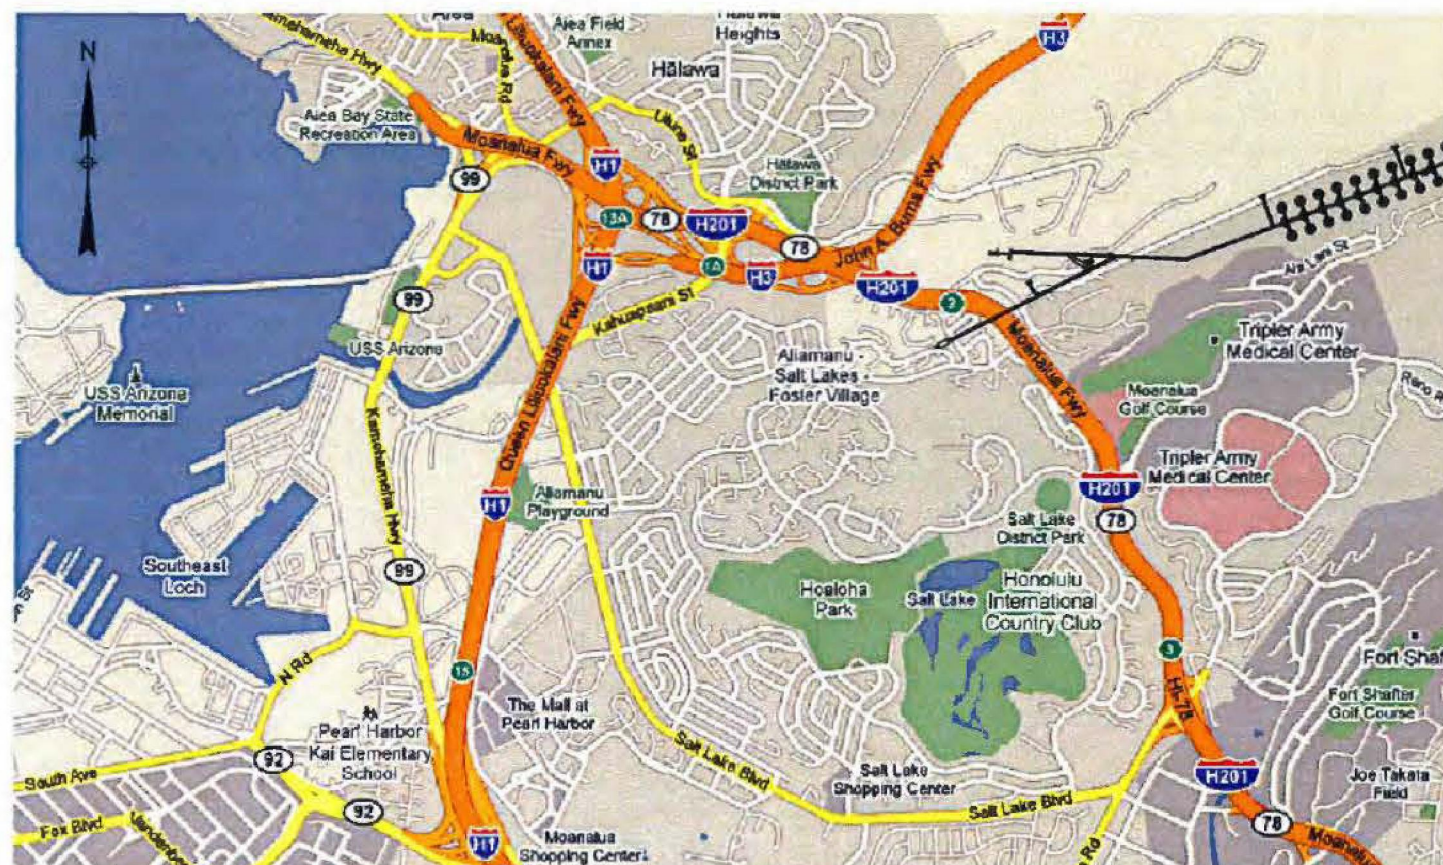 Kamehameha Hwy
Area
Moanalua Rd
Liliuokalani Fwy
Aiea Field
Annex
Halawa
Heights
H3
N
Hālawa
Aiea Bay State
Recreation Area
Moanalua Fwy
Ulune St
H1
Halawa
District Park
99
13A
78
H201
78
John A. Burns Fwy
H1
1A
H3
H201
2
Ala Lani St
99
Kahuapaani St
USS Arizona
Tripler Army
Medical Center
Moanalua Fwy
Aliamanu -
Salt Lakes -
Foster Village
USS Arizona
Memorial
Moanalua
Golf Course
Queen Liliuokalani Fwy
Kamehameha Hwy
Tripler Army
Medical Center
H201
H1
Aliamanu
Playground
78
Salt Lake
District Park
Southeast
Loch
99
Hoaloha
Park
Salt Lake
Honolulu
International
Country Club
N Rd
15
3
Fort Shaf
Hi-78
Fort Shafter
Golf Course
The Mall at
Pearl Harbor
Pearl Harbor
Kai Elementary
School
92
South Ave
Salt Lake Blvd
Salt Lake
Shopping Center
H201
Joe Takata
Field
Salt Lake Blvd
92
Fox Blvd
78
H1
Moanalua
Shopping Center
Rd